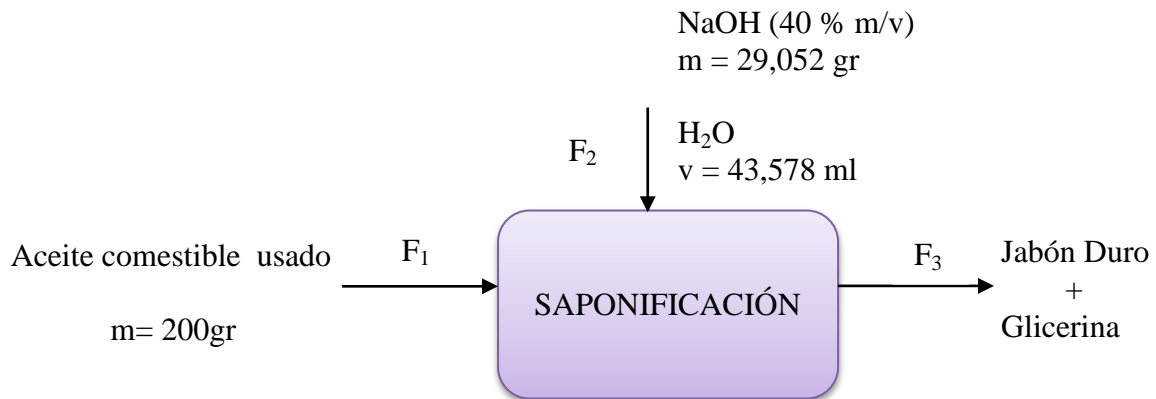 NaOH (40 % m/v)
m = 29,052 gr
H₂O
v = 43,578 ml
F₂
Aceite comestible usado
m= 200gr
F₁
SAPONIFICACIÓN
F₃
Jabón Duro
+
Glicerina